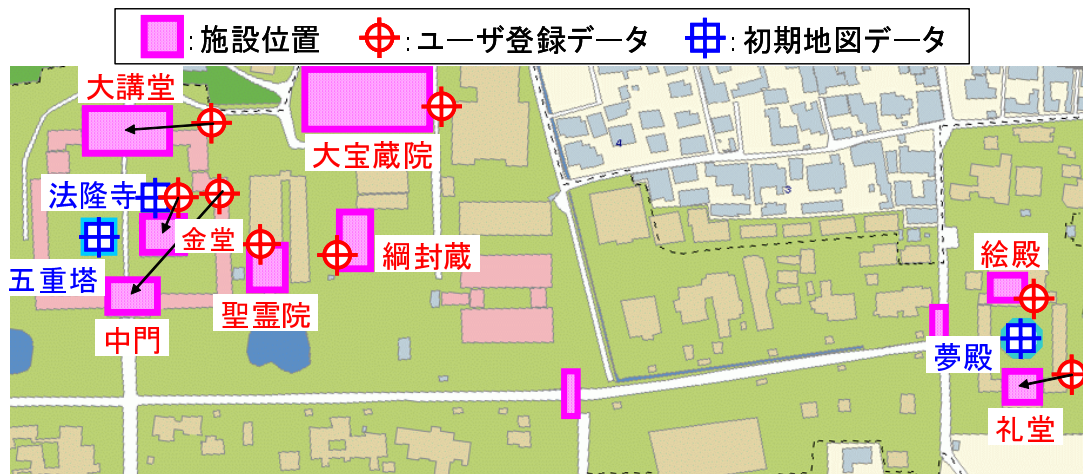 ：施設位置 ：ユーザ登録データ ：初期地図データ
大講堂
大宝蔵院
4
3
法隆寺
金堂
綱封蔵
五重塔
聖霊院
中門
絵殿
夢殿
礼堂